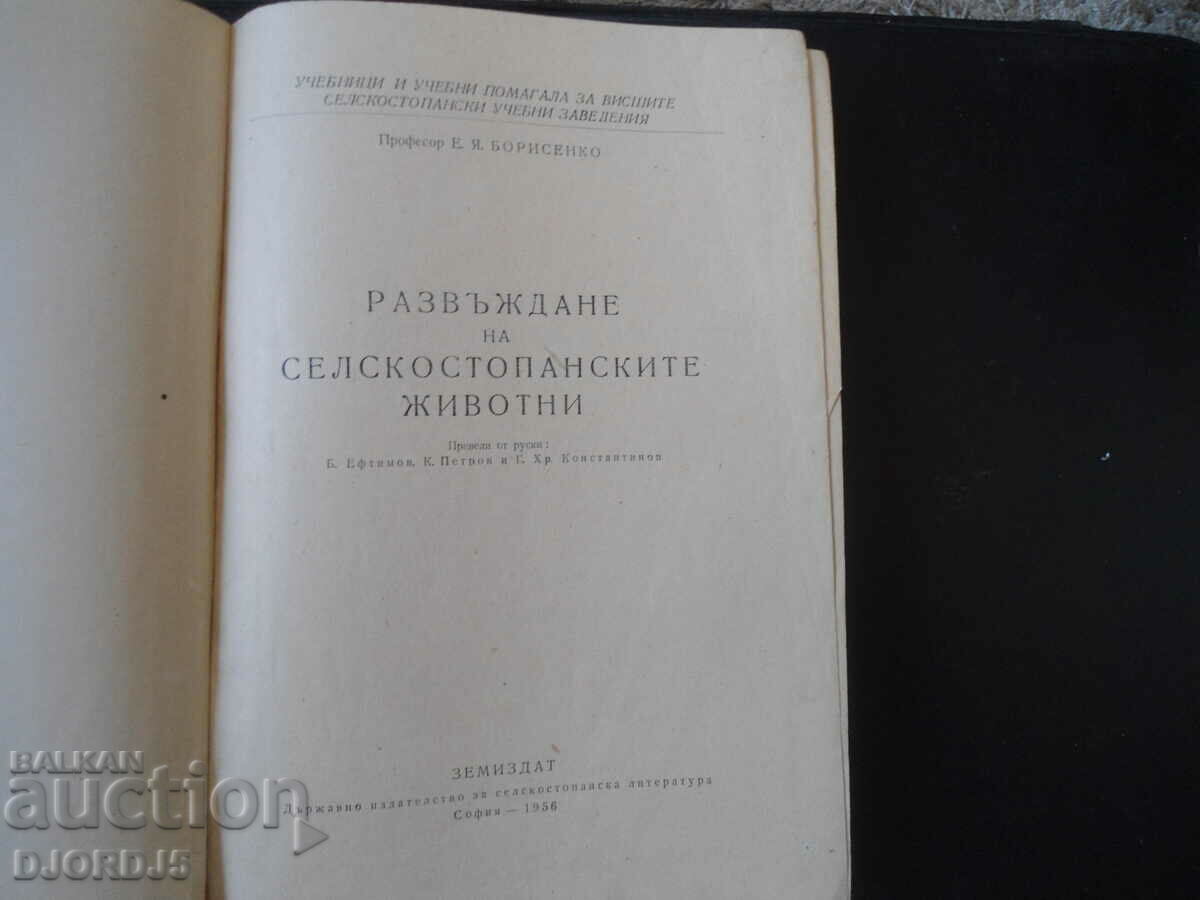 УЧЕБНИЦИ И УЧЕБНИ ПОМАГАЛА ЗА ВИСШИТЕ
СЕЛСКОСТОПАНСКИ УЧЕБНИ ЗАВЕДЕНИЯ
Професор Е. Я. БОРИСЕНКО
РАЗВЪЖДАНЕ
НА
СЕЛСКОСТОПАНСКИТЕ
ЖИВОТНИ
Превели от руски:
Б. Ефтимов, К. Петров и Г. Хр. Константинов
ЗЕМИЗДАТ
Държавно издателство за селскостопанска литература
София — 1956
BALKAN
auction
DJORDJ5